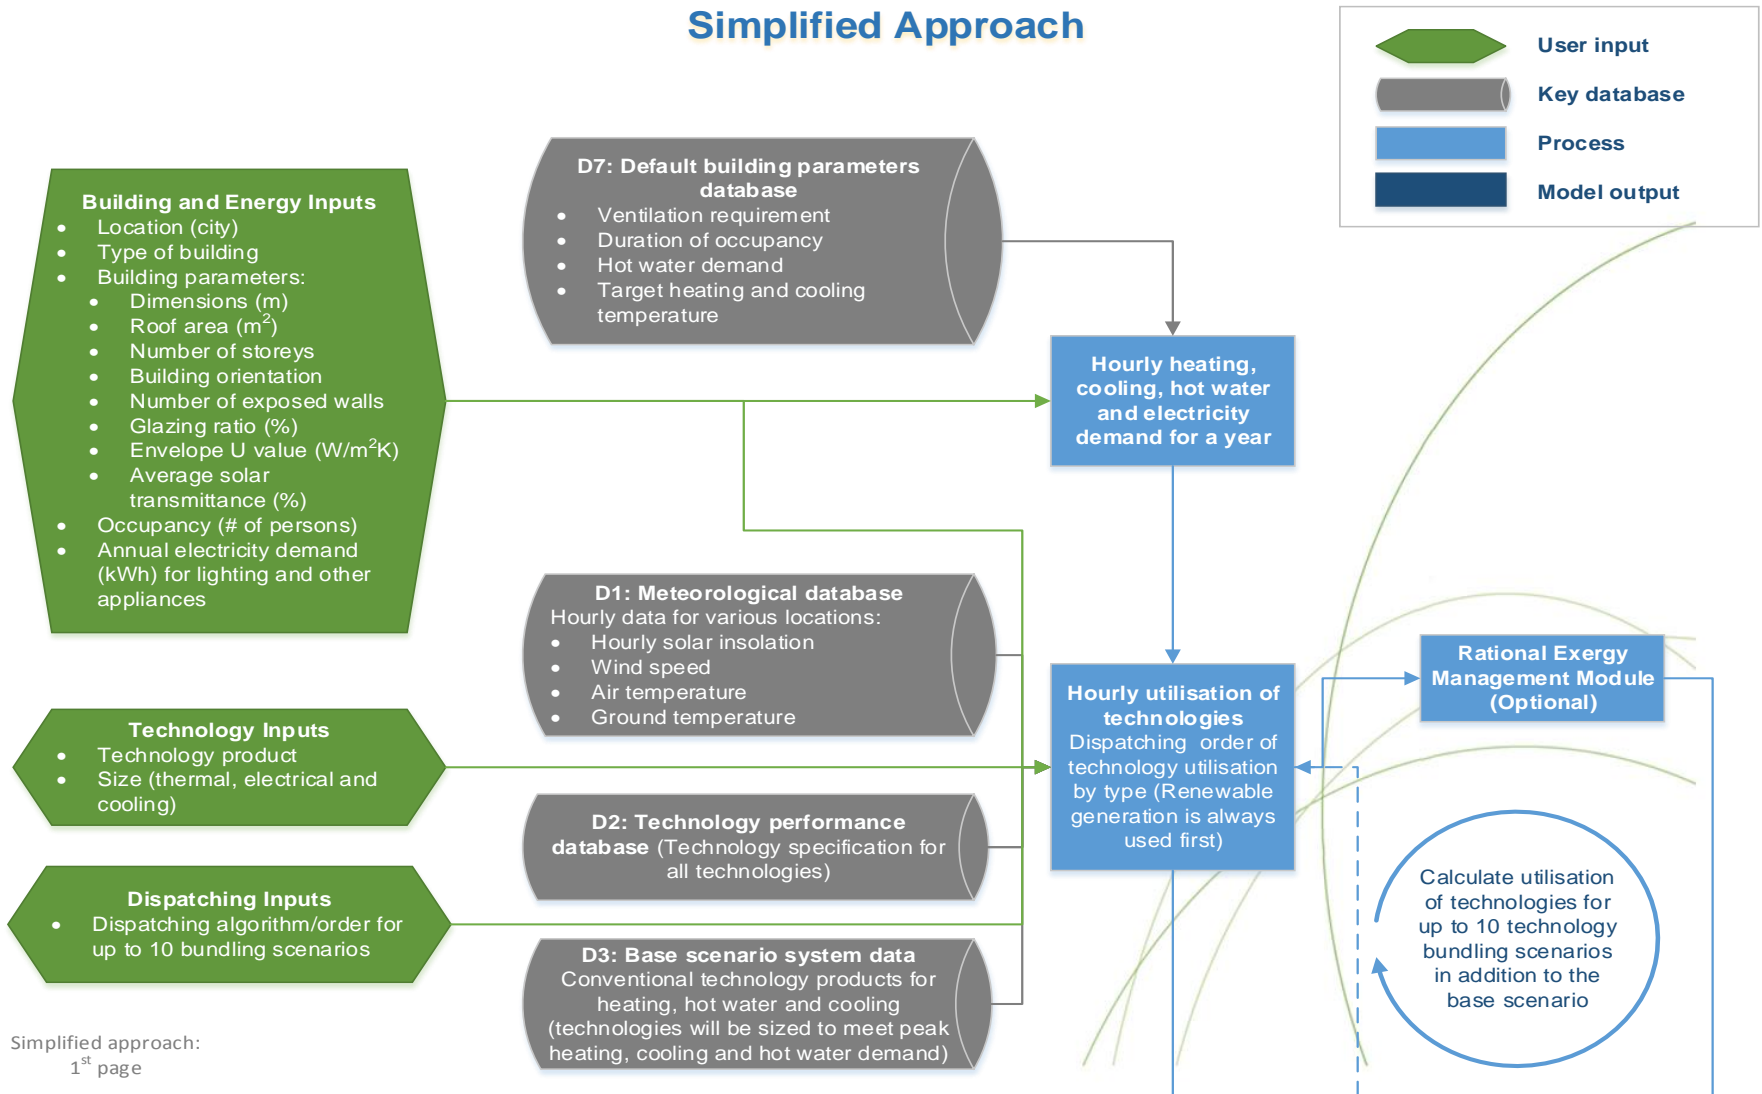 Simplified Approach
User input
Key database
Process
Model output
Building and Energy Inputs
• Location (city)
• Type of building
• Building parameters:
• Dimensions (m)
• Roof area (m²)
• Number of storeys
• Building orientation
• Number of exposed walls
• Glazing ratio (%)
• Envelope U value (W/m²K)
• Average solar
transmittance (%)
• Occupancy (# of persons)
• Annual electricity demand
(kWh) for lighting and other
appliances
Technology Inputs
• Technology product
• Size (thermal, electrical and
cooling)
Dispatching Inputs
• Dispatching algorithm/order for
up to 10 bundling scenarios
D7: Default building parameters
database
• Ventilation requirement
• Duration of occupancy
• Hot water demand
• Target heating and cooling
temperature
D1: Meteorological database
Hourly data for various locations:
• Hourly solar insolation
• Wind speed
• Air temperature
• Ground temperature
D2: Technology performance
database (Technology specification for
all technologies)
D3: Base scenario system data
Conventional technology products for
heating, hot water and cooling
(technologies will be sized to meet peak
heating, cooling and hot water demand)
Hourly heating,
cooling, hot water
and electricity
demand for a year
Hourly utilisation of
technologies
Dispatching order of
technology utilisation
by type (Renewable
generation is always
used first)
Rational Exergy
Management Module
(Optional)
Calculate utilisation
of technologies for
up to 10 technology
bundling scenarios
in addition to the
base scenario
Simplified approach:
1st page